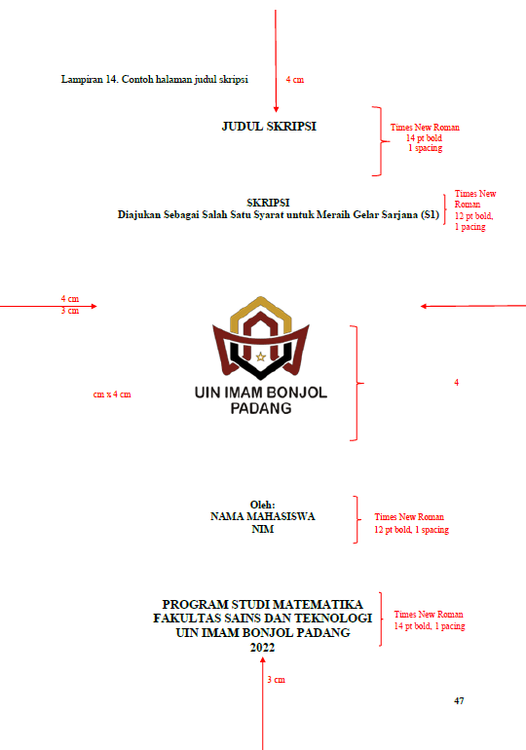 Lampiran 14. Contoh halaman judul skripsi
4 cm
JUDUL SKRIPSI
Times New Roman
14 pt bold
1 spacing
SKRIPSI
Diajukan Sebagai Salah Satu Syarat untuk Meraih Gelar Sarjana (S1)
Times New
Roman
12 pt bold,
1 pacing
4 cm
3 cm
UIN IMAM BONJOL
PADANG
cm x 4 cm
4
Oleh:
NAMA MAHASISWA
NIM
Times New Roman
12 pt bold, 1 spacing
PROGRAM STUDI MATEMATIKA
FAKULTAS SAINS DAN TEKNOLOGI
UIN IMAM BONJOL PADANG
2022
Times New Roman
14 pt bold, 1 pacing
3 cm
47